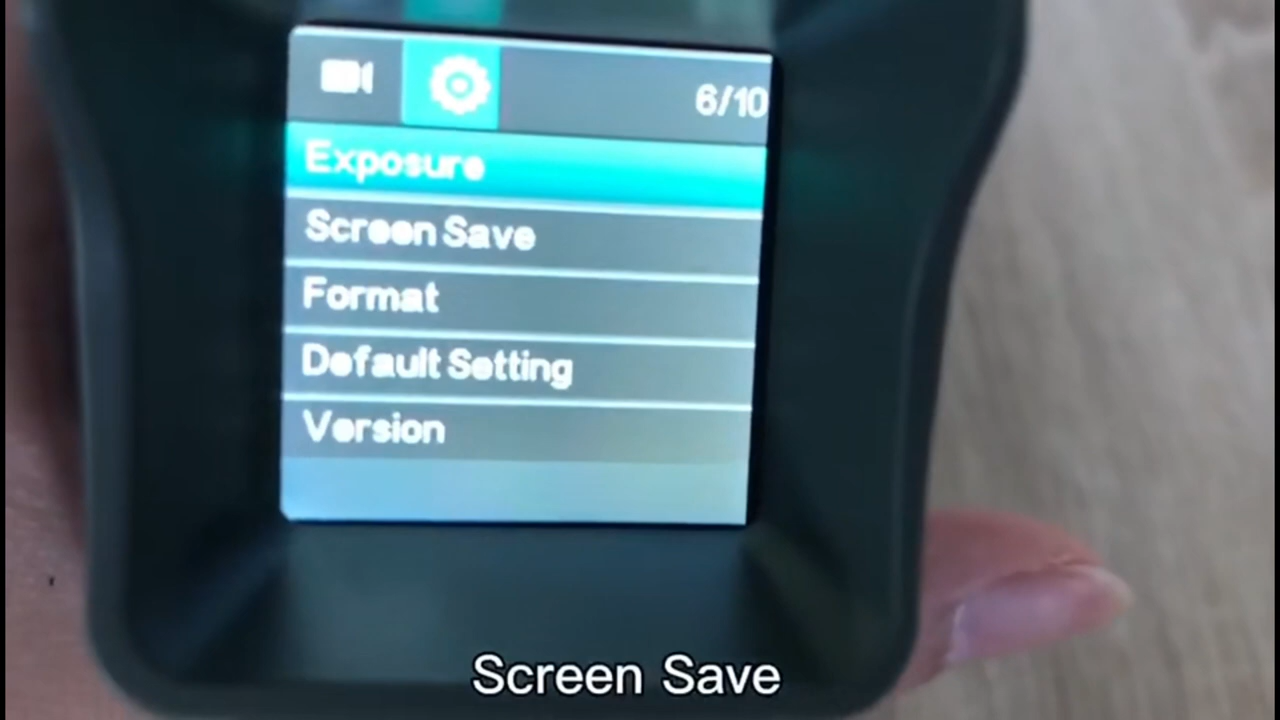 6/10
Exposure
Screen Save
Format
Default Setting
Version
Screen Save